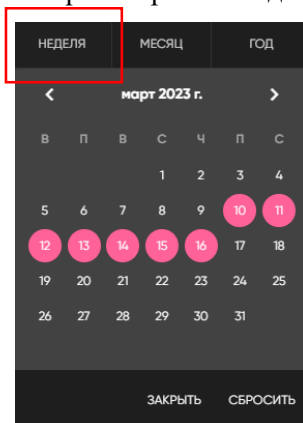 НЕДЕЛЯ МЕСЯЦ ГОД
март 2023 г.
В П В С Ч П С
1 2 3 4
5 6 7 8 9 10 11
12 13 14 15 16 17 18
19 20 21 22 23 24 25
26 27 28 29 30 31
ЗАКРЫТЬ СБРОСИТЬ